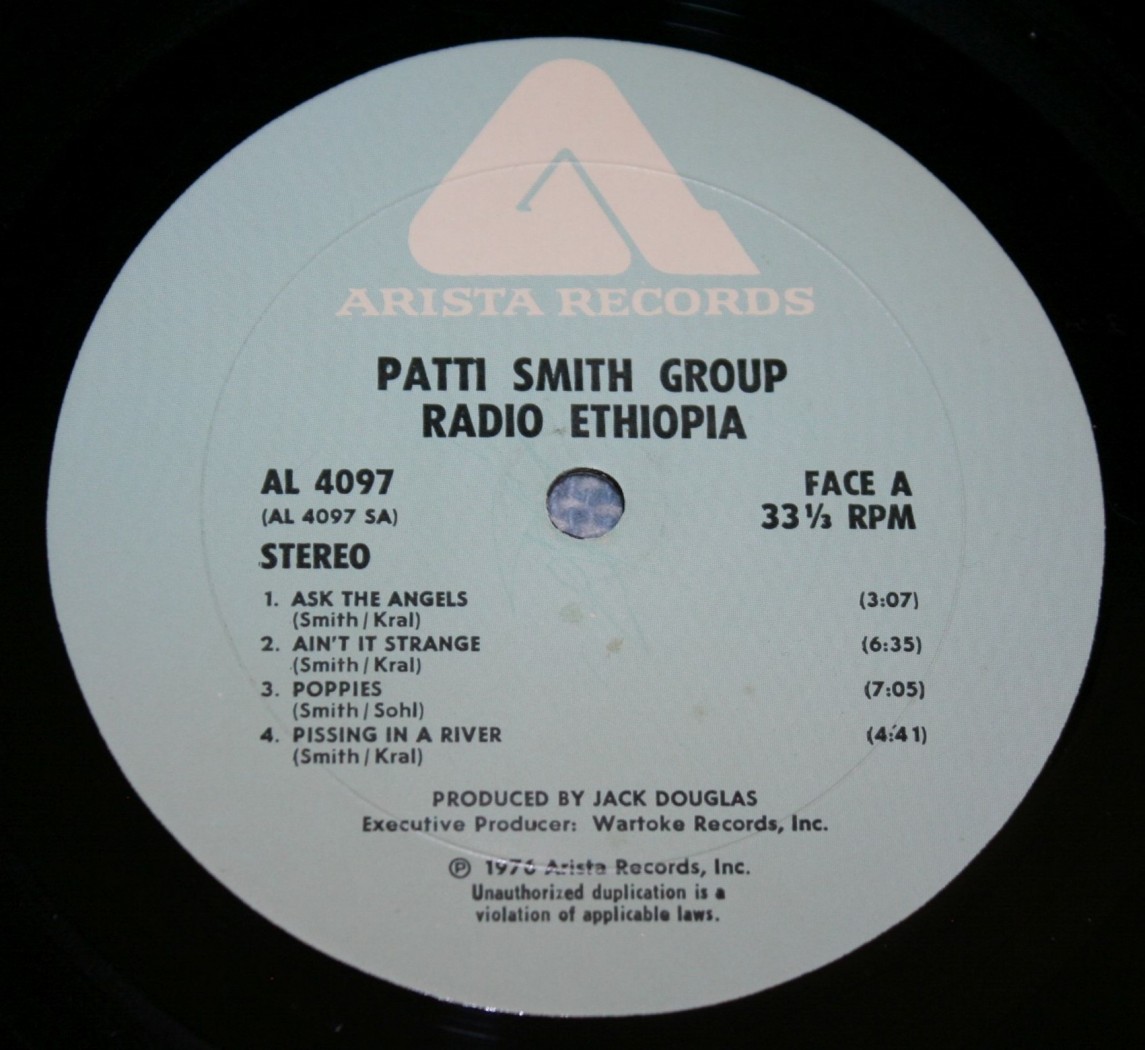 ARISTA RECORDS
PATTI SMITH GROUP
RADIO ETHIOPIA
AL 4097 FACE A
(AL 4097 SA) 33 1/3 RPM
STEREO
1. ASK THE ANGELS (3:07)
(Smith/Kral)
2. AIN'T IT STRANGE (6:35)
(Smith/Kral)
3. POPPIES (7:05)
(Smith/Sohl)
4. PISSING IN A RIVER (4:41)
(Smith/Kral)
PRODUCED BY JACK DOUGLAS
Executive Producer: Wartoke Records, Inc.
℗ 1976 Arista Records, Inc.
Unauthorized duplication is a
violation of applicable laws.